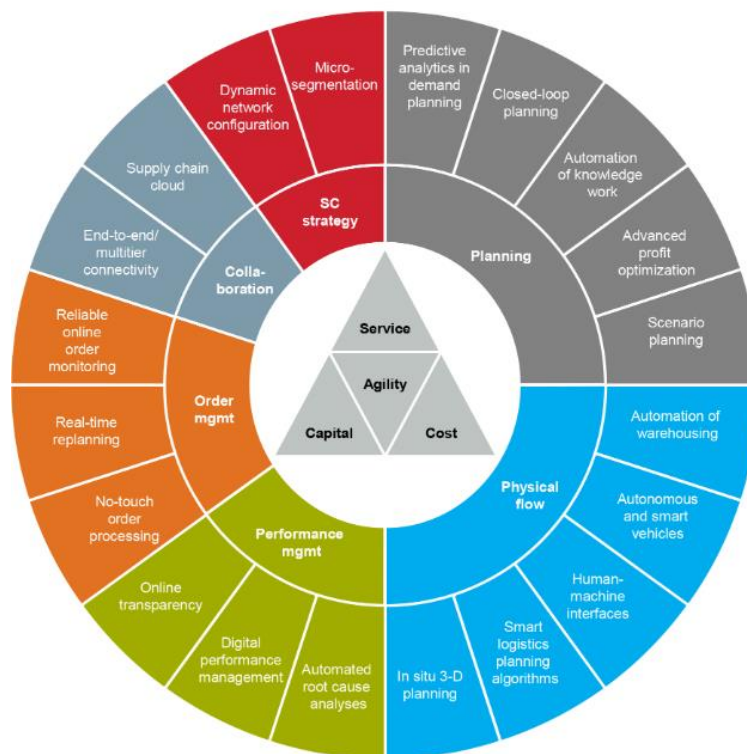 Micro-
segmentation
Dynamic
network
configuration
SC
strategy
Predictive
analytics in
demand
planning
Closed-loop
planning
Automation
of knowledge
work
Advanced
profit
optimization
Scenario
planning
Planning
Supply chain
cloud
End-to-end/
multitier
connectivity
Colla-
boration
Reliable
online
order
monitoring
Real-time
replanning
No-touch
order
processing
Order
mgmt
Service
Agility
Capital
Cost
Automation of
warehousing
Autonomous
and smart
vehicles
Human-
machine
interfaces
Smart
logistics
planning
algorithms
In situ 3-D
planning
Physical
flow
Performance
mgmt
Online
transparency
Digital
performance
management
Automated
root cause
analyses